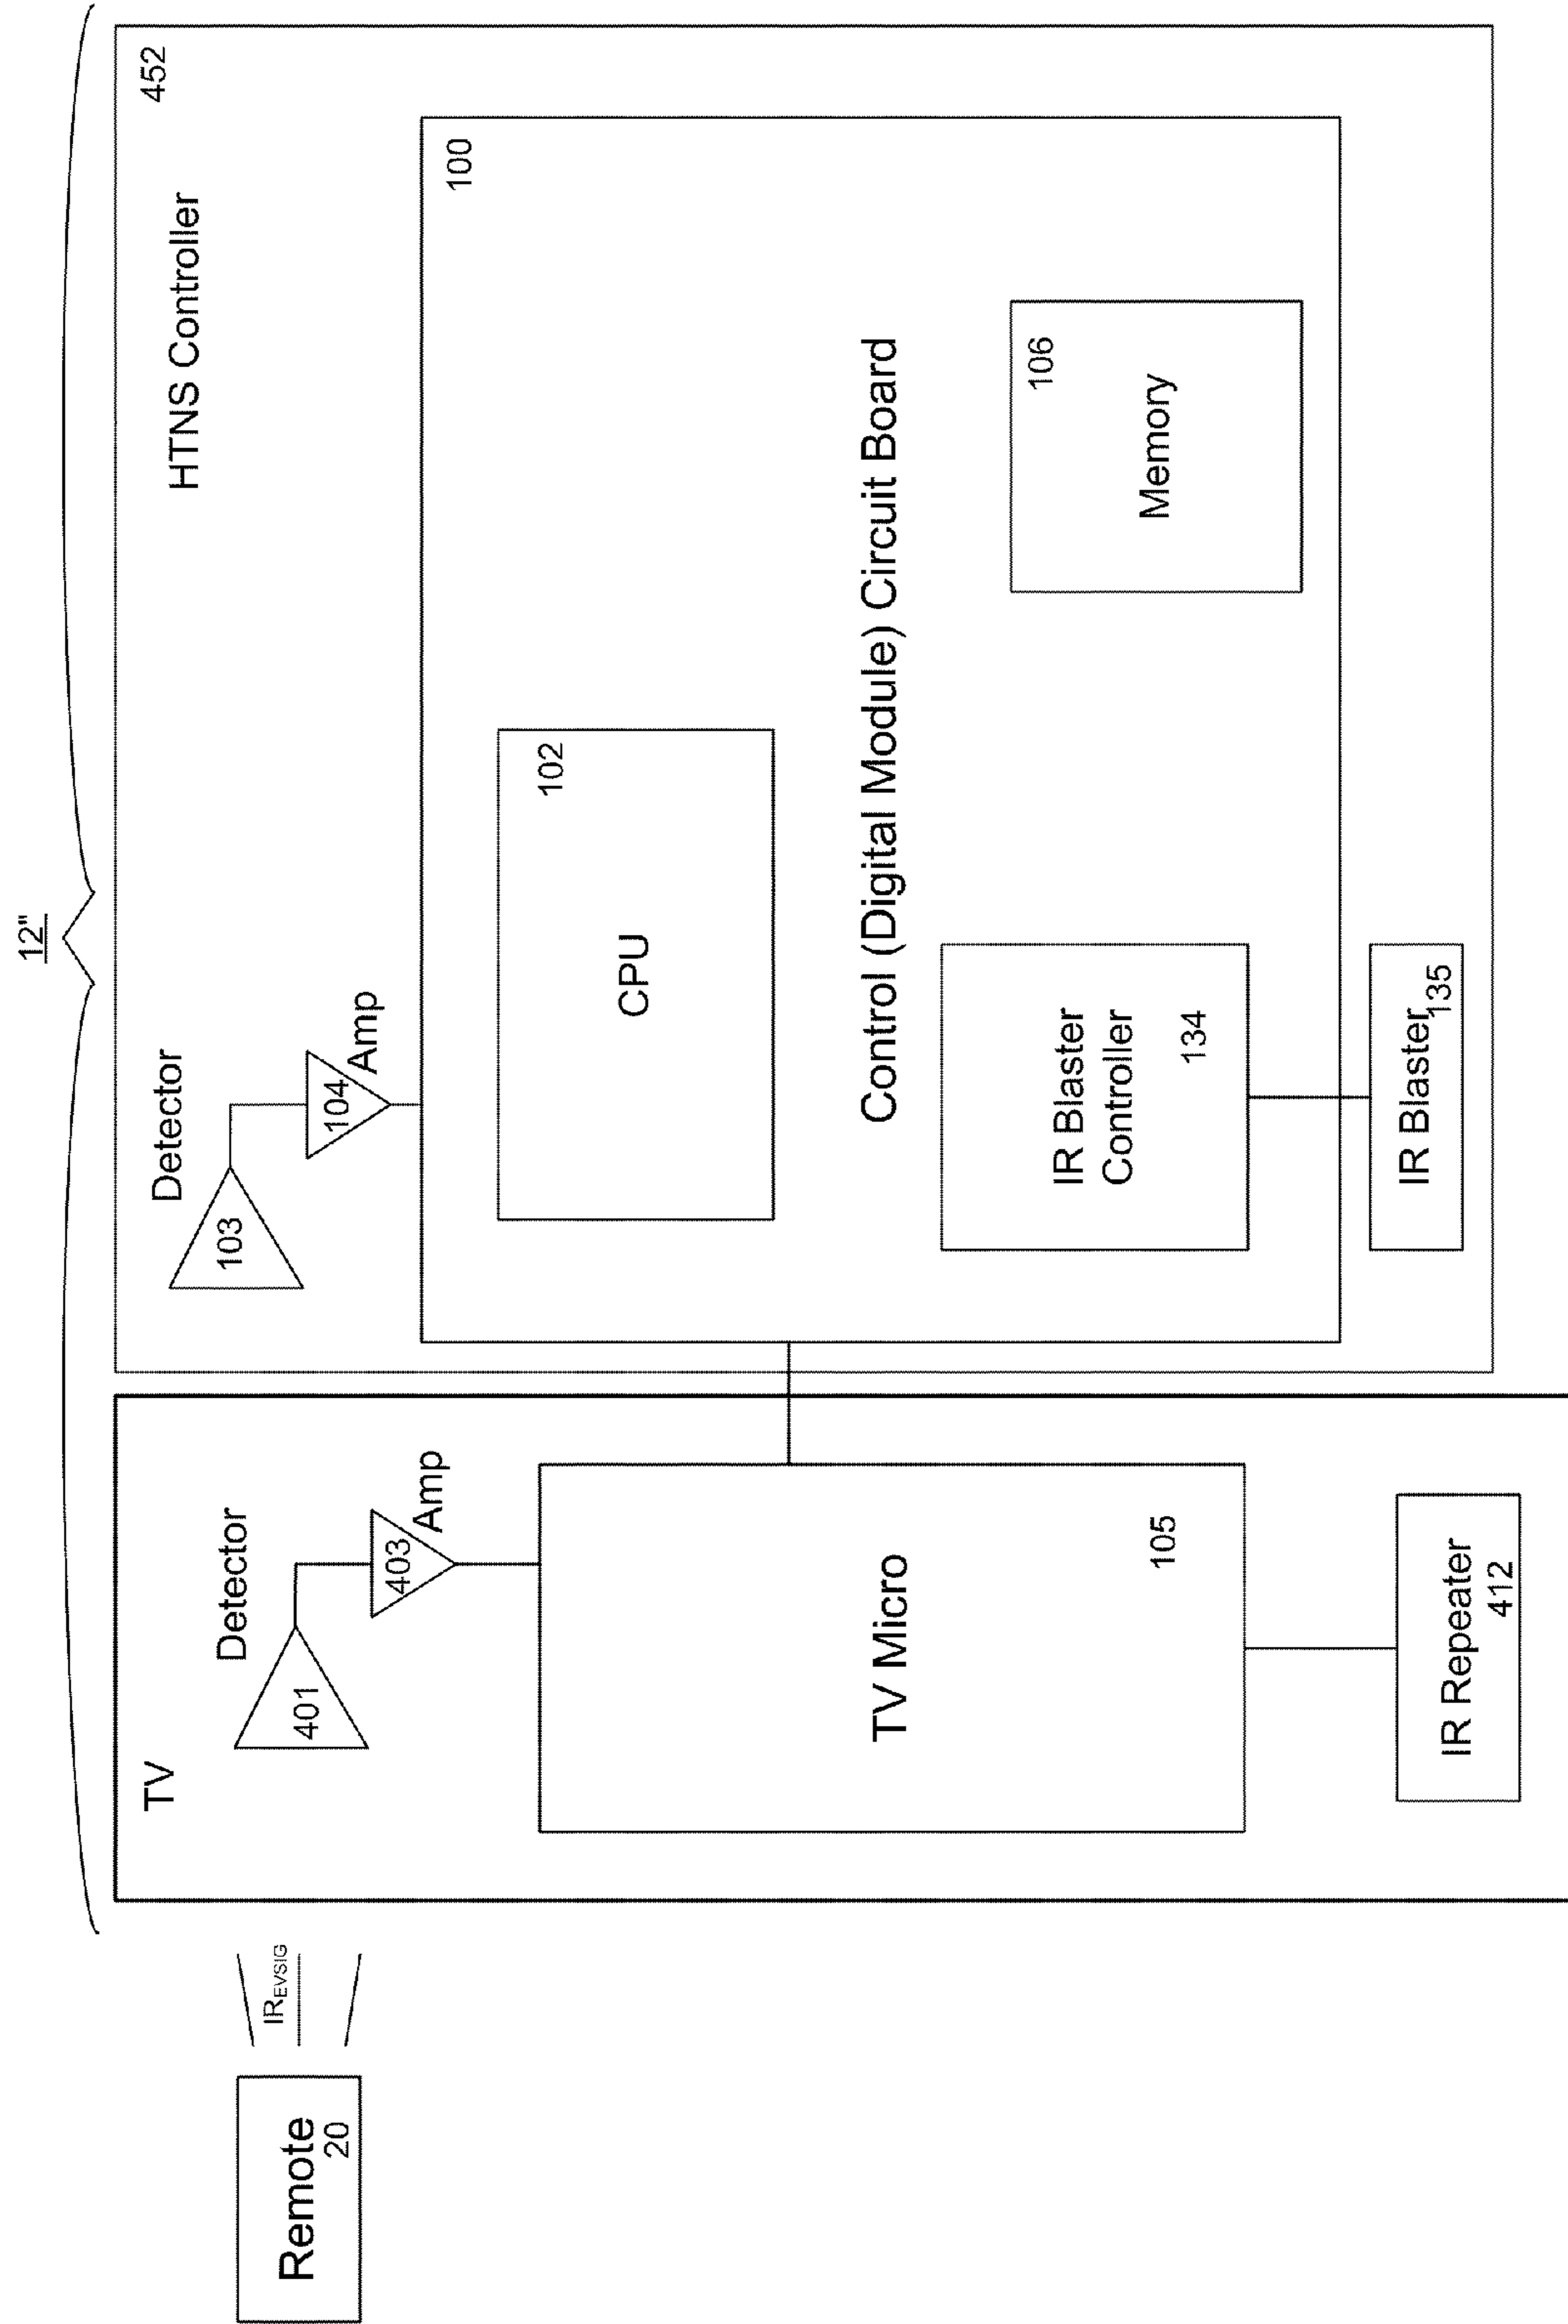 12"
Remote
20
IREVSIG
TV
Detector
401
403
Amp
TV Micro
105
IR Repeater
412
452
HTNS Controller
Detector
103
104
Amp
100
CPU
102
Control (Digital Module) Circuit Board
IR Blaster
Controller
134
106
Memory
IR Blaster
135